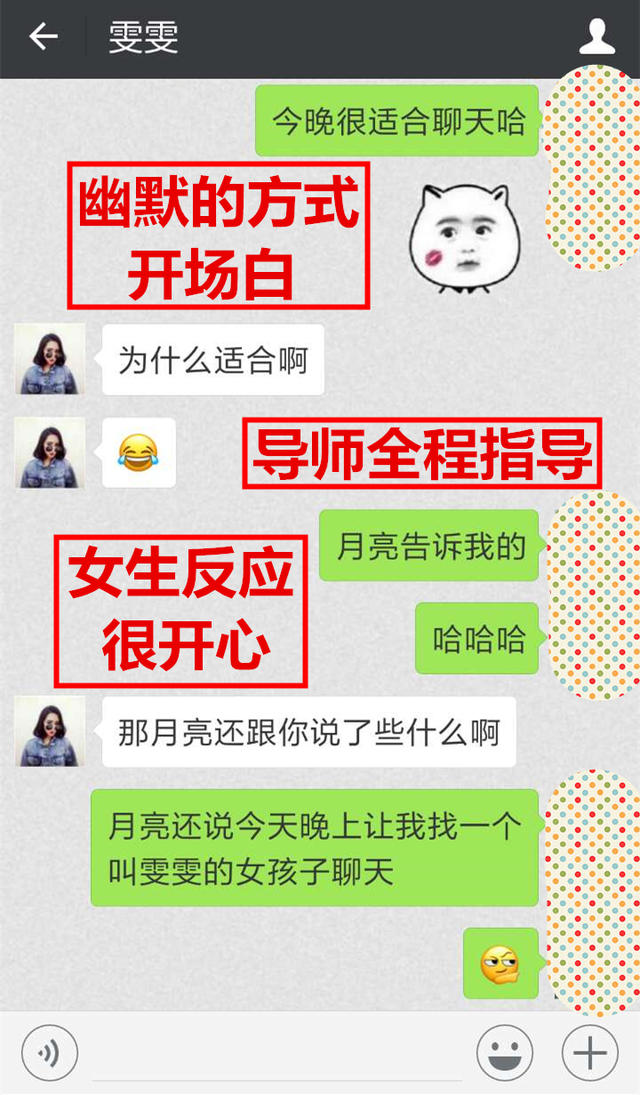 雯雯
今晚很适合聊天哈
幽默的方式
开场白
为什么适合啊
导师全程指导
月亮告诉我的
女生反应
很开心
哈哈哈
那月亮还跟你说了些什么啊
月亮还说今天晚上让我找一个
叫雯雯的女孩子聊天